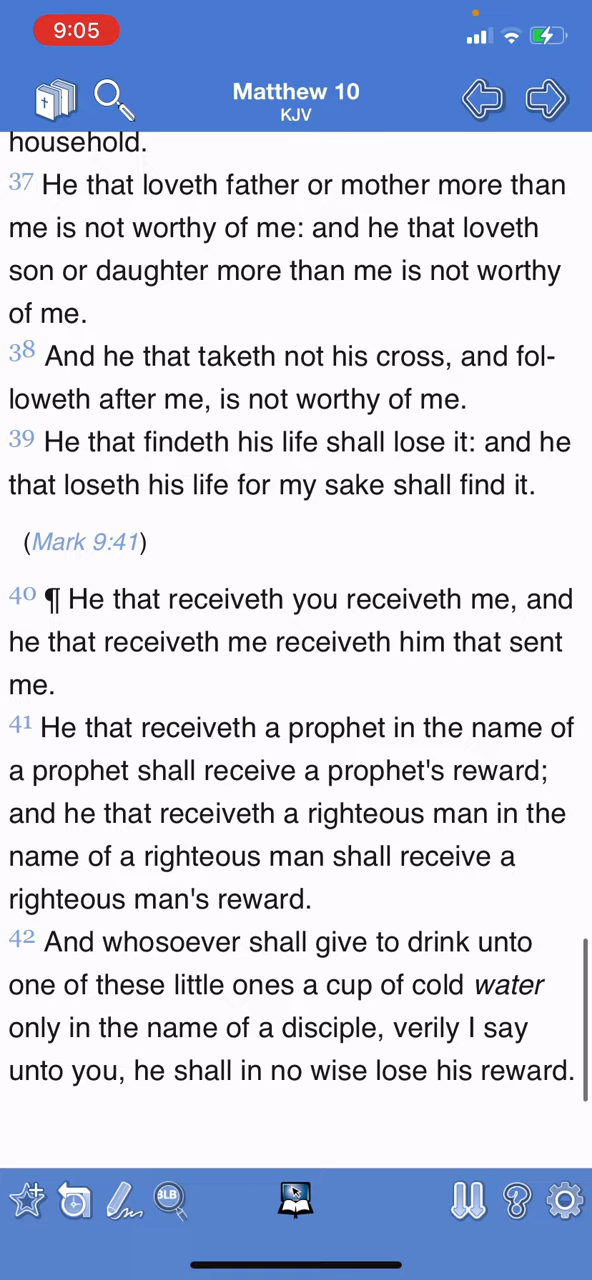 9:05
Matthew 10
KJV
household.
37 He that loveth father or mother more than
me is not worthy of me: and he that loveth
son or daughter more than me is not worthy
of me.
38 And he that taketh not his cross, and fol-
loweth after me, is not worthy of me.
39 He that findeth his life shall lose it: and he
that loseth his life for my sake shall find it.
(Mark 9:41)
40 ¶ He that receiveth you receiveth me, and
he that receiveth me receiveth him that sent
me.
41 He that receiveth a prophet in the name of
a prophet shall receive a prophet's reward;
and he that receiveth a righteous man in the
name of a righteous man shall receive a
righteous man's reward.
42 And whosoever shall give to drink unto
one of these little ones a cup of cold water
only in the name of a disciple, verily I say
unto you, he shall in no wise lose his reward.
BLB